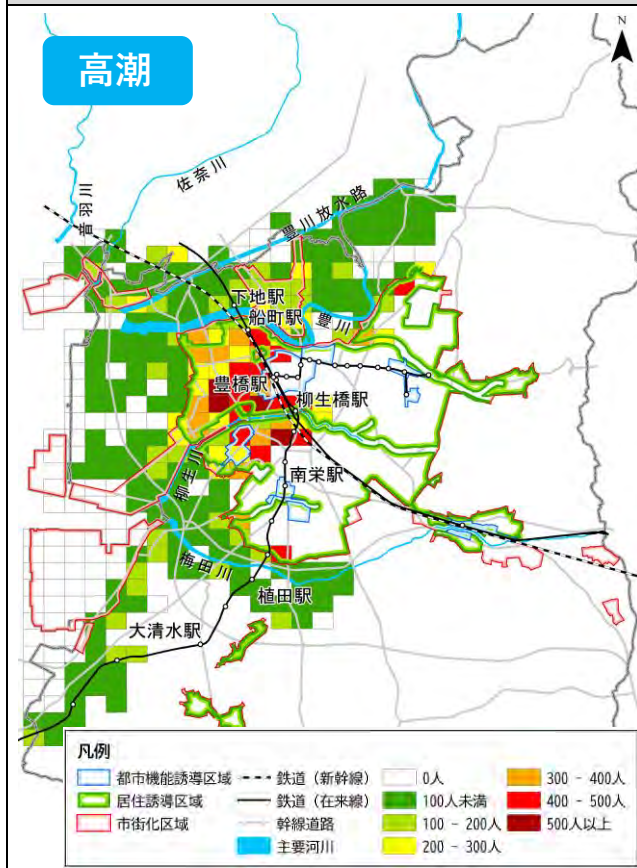 高潮
N
佐奈川
音羽川
豊川放水路
下地駅
船町駅
豊川
豊橋駅
柳生橋駅
柳生川
南栄駅
梅田川
植田駅
大清水駅
凡例
都市機能誘導区域
居住誘導区域
市街化区域
鉄道（新幹線）
鉄道（在来線）
幹線道路
主要河川
0人
100人未満
100 - 200人
200 - 300人
300 - 400人
400 - 500人
500人以上